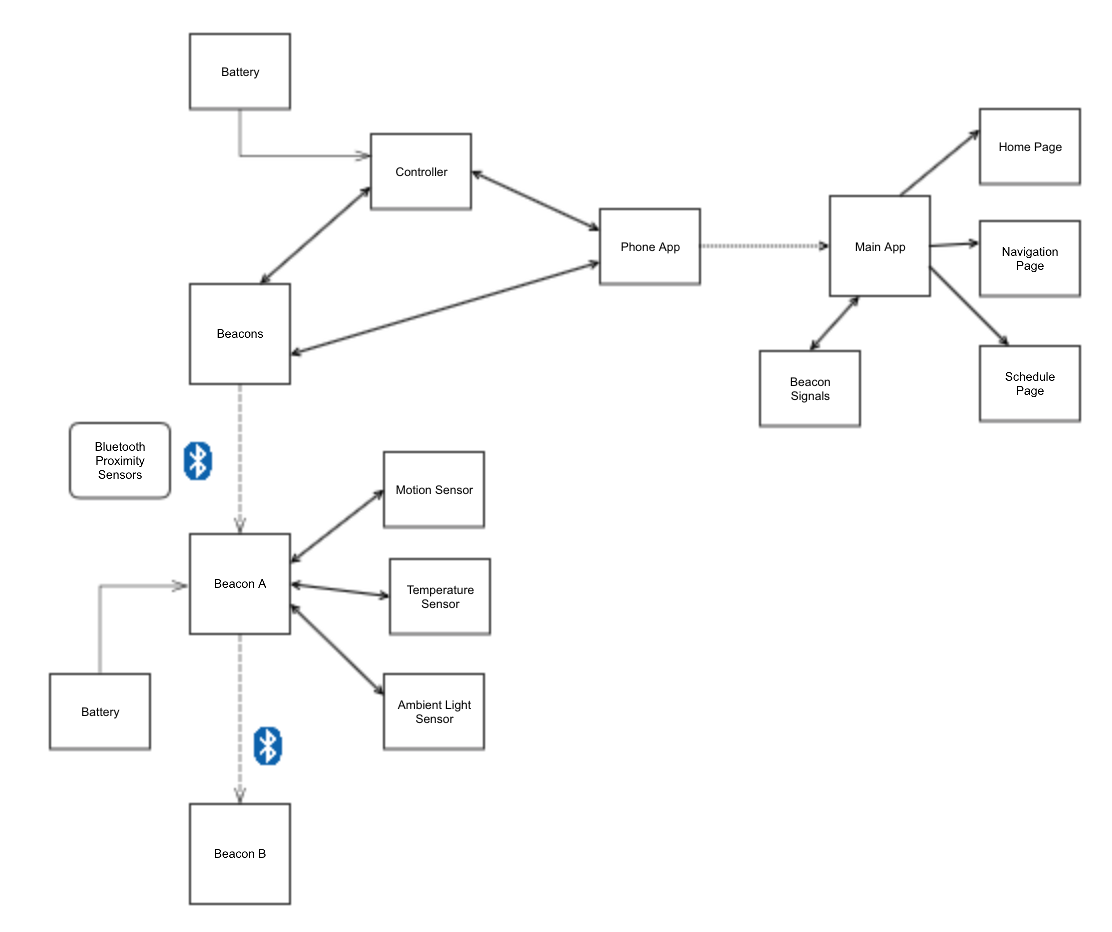 Battery
Controller
Home Page
Phone App
Main App
Navigation
Page
Beacons
Beacon
Signals
Schedule
Page
Bluetooth
Proximity
Sensors
Motion Sensor
Beacon A
Temperature
Sensor
Battery
Ambient Light
Sensor
Beacon B